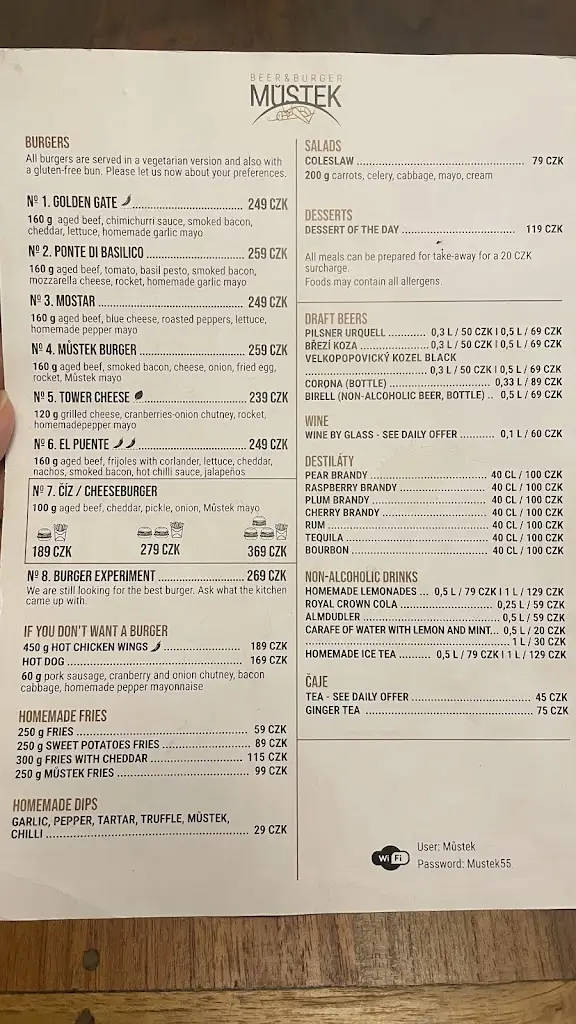 BEER & BURGER
MŮSTEK
BURGERS
All burgers are served in a vegetarian version and also with
a gluten-free bun. Please let us now about your preferences.
Nº 1. GOLDEN GATE ........ 249 CZK
160 g aged beef, chimichurri sauce, smoked bacon,
cheddar, lettuce, homemade garlic mayo
Nº 2. PONTE DI BASILICO ........ 259 CZK
160 g aged beef, tomato, basil pesto, smoked bacon,
mozzarella cheese, rocket, homemade garlic mayo
Nº 3. MOSTAR ........ 249 CZK
160 g aged beef, blue cheese, roasted peppers, lettuce,
homemade pepper mayo
Nº 4. MŮSTEK BURGER ........ 259 CZK
160 g aged beef, smoked bacon, cheese, onion, fried egg,
rocket, Můstek mayo
Nº 5. TOWER CHEESE ........ 239 CZK
120 g grilled cheese, cranberries-onion chutney, rocket,
homemadepepper mayo
Nº 6. EL PUENTE ........ 249 CZK
160 g aged beef, frijoles with corlander, lettuce, cheddar,
nachos, smoked bacon, hot chilli sauce, jalapeños
Nº 7. ČÍZ / CHEESEBURGER
100 g aged beef, cheddar, pickle, onion, Můstek mayo
189 CZK 279 CZK 369 CZK
Nº 8. BURGER EXPERIMENT ........ 269 CZK
We are still looking for the best burger. Ask what the kitchen
came up with.
IF YOU DON'T WANT A BURGER
450 g HOT CHICKEN WINGS ........ 189 CZK
HOT DOG ........ 169 CZK
60 g pork sausage, cranberry and onion chutney, bacon
cabbage, homemade pepper mayonnaise
HOMEMADE FRIES
250 g FRIES ........ 59 CZK
250 g SWEET POTATOES FRIES ........ 89 CZK
300 g FRIES WITH CHEDDAR ........ 115 CZK
250 g MŮSTEK FRIES ........ 99 CZK
HOMEMADE DIPS
GARLIC, PEPPER, TARTAR, TRUFFLE, MŮSTEK,
CHILLI ........ 29 CZK
SALADS
COLESLAW ........ 79 CZK
200 g carrots, celery, cabbage, mayo, cream
DESSERTS
DESSERT OF THE DAY ........ 119 CZK
All meals can be prepared for take-away for a 20 CZK
surcharge.
Foods may contain all allergens.
DRAFT BEERS
PILSNER URQUELL ........ 0,3 L / 50 CZK I 0,5 L / 69 CZK
BŘEZÍ KOZA ........ 0,3 L / 50 CZK I 0,5 L / 69 CZK
VELKOPOPOVICKÝ KOZEL BLACK
........ 0,3 L / 50 CZK I 0,5 L / 69 CZK
CORONA (BOTTLE) ........ 0,33 L / 89 CZK
BIRELL (NON-ALCOHOLIC BEER, BOTTLE) .. 0,5 L / 69 CZK
WINE
WINE BY GLASS - SEE DAILY OFFER ........ 0,1 L / 60 CZK
DESTILÁTY
PEAR BRANDY ........ 40 CL / 100 CZK
RASPBERRY BRANDY ........ 40 CL / 100 CZK
PLUM BRANDY ........ 40 CL / 100 CZK
CHERRY BRANDY ........ 40 CL / 100 CZK
RUM ........ 40 CL / 100 CZK
TEQUILA ........ 40 CL / 100 CZK
BOURBON ........ 40 CL / 100 CZK
NON-ALCOHOLIC DRINKS
HOMEMADE LEMONADES ... 0,5 L / 79 CZK I 1 L / 129 CZK
ROYAL CROWN COLA ........ 0,25 L / 59 CZK
ALMDUDLER ........ 0,5 L / 59 CZK
CARAFE OF WATER WITH LEMON AND MINT... 0,5 L / 20 CZK
........ 1 L / 30 CZK
HOMEMADE ICE TEA ........ 0,5 L / 79 CZK I 1 L / 129 CZK
ČAJE
TEA - SEE DAILY OFFER ........ 45 CZK
GINGER TEA ........ 75 CZK
WiFi
User: Můstek
Password: Mustek55